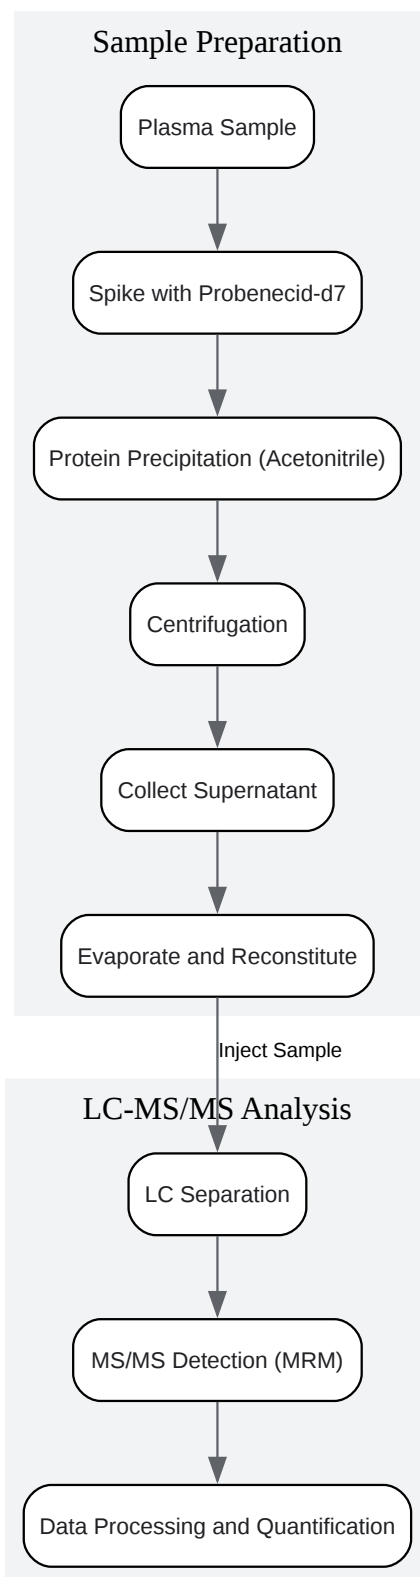 Sample Preparation
Plasma Sample
Spike with Probenecid-d7
Protein Precipitation (Acetonitrile)
Centrifugation
Collect Supernatant
Evaporate and Reconstitute
Inject Sample
LC-MS/MS Analysis
LC Separation
MS/MS Detection (MRM)
Data Processing and Quantification